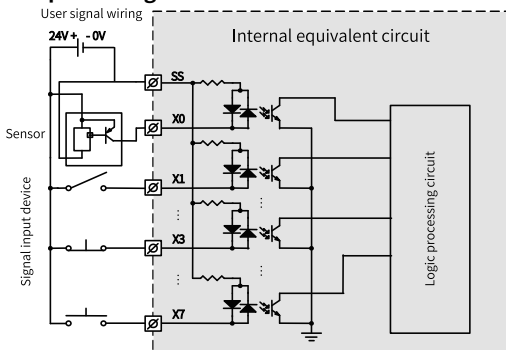 User signal wiring
24V + - 0V
Internal equivalent circuit
SS
X0
Sensor
X1
Signal input device
X3
X7
Logic processing circuit